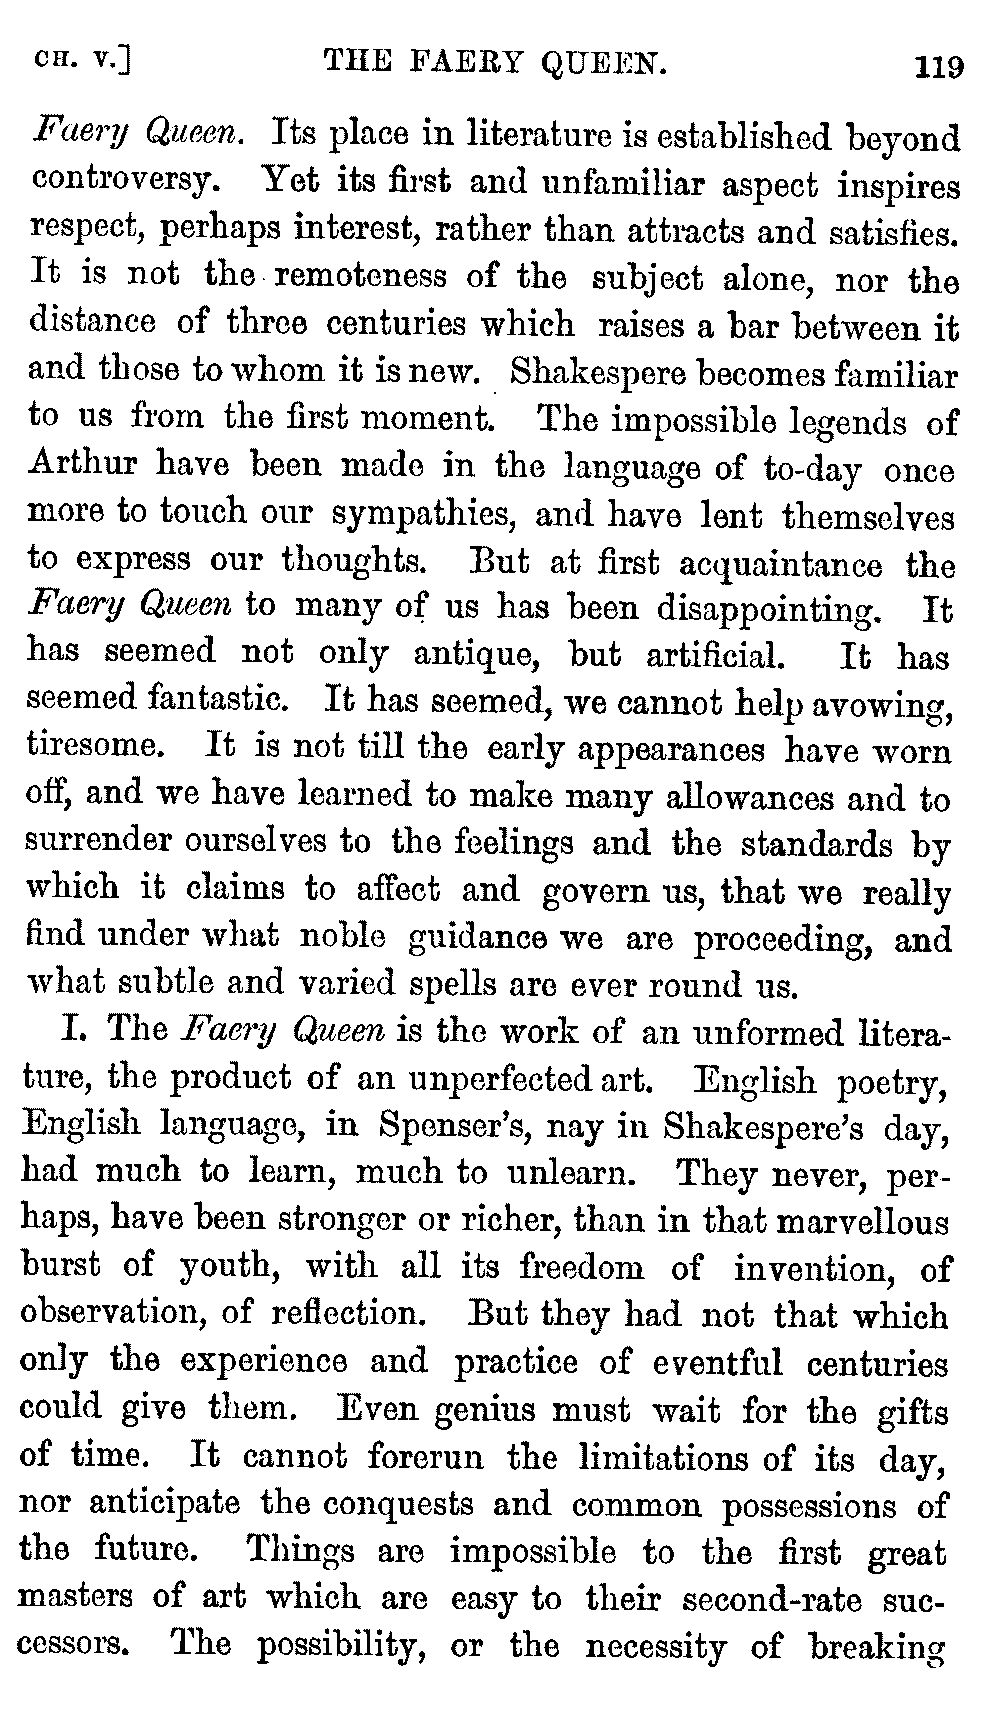 CH. V.] THE FAERY QUEEN. 119
Faery Queen. Its place in literature is established beyond
controversy. Yet its first and unfamiliar aspect inspires
respect, perhaps interest, rather than attracts and satisfies.
It is not the remoteness of the subject alone, nor the
distance of three centuries which raises a bar between it
and those to whom it is new. Shakespere becomes familiar
to us from the first moment. The impossible legends of
Arthur have been made in the language of to-day once
more to touch our sympathies, and have lent themselves
to express our thoughts. But at first acquaintance the
Faery Queen to many of us has been disappointing. It
has seemed not only antique, but artificial. It has
seemed fantastic. It has seemed, we cannot help avowing,
tiresome. It is not till the early appearances have worn
off, and we have learned to make many allowances and to
surrender ourselves to the feelings and the standards by
which it claims to affect and govern us, that we really
find under what noble guidance we are proceeding, and
what subtle and varied spells are ever round us.
I. The Faery Queen is the work of an unformed litera-
ture, the product of an unperfected art. English poetry,
English language, in Spenser's, nay in Shakespere's day,
had much to learn, much to unlearn. They never, per-
haps, have been stronger or richer, than in that marvellous
burst of youth, with all its freedom of invention, of
observation, of reflection. But they had not that which
only the experience and practice of eventful centuries
could give them. Even genius must wait for the gifts
of time. It cannot forerun the limitations of its day,
nor anticipate the conquests and common possessions of
the future. Things are impossible to the first great
masters of art which are easy to their second-rate suc-
cessors. The possibility, or the necessity of breaking